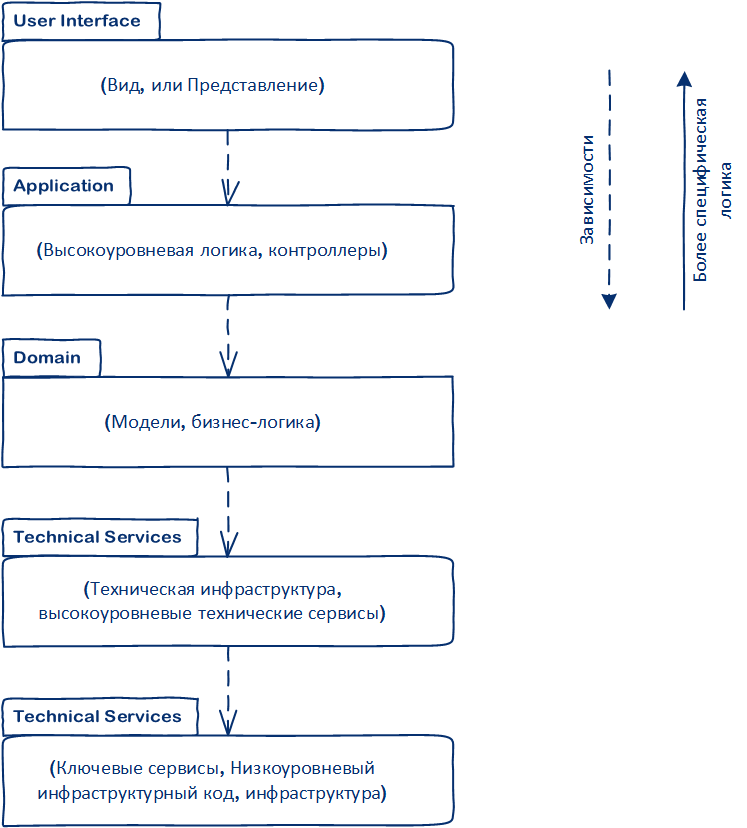 User Interface
(Вид, или Представление)
Application
(Высокоуровневая логика, контроллеры)
Domain
(Модели, бизнес-логика)
Technical Services
(Техническая инфраструктура,
высокоуровневые технические сервисы)
Technical Services
(Ключевые сервисы, Низкоуровневый
инфраструктурный код, инфраструктура)
Зависимости
Более специфическая
логика